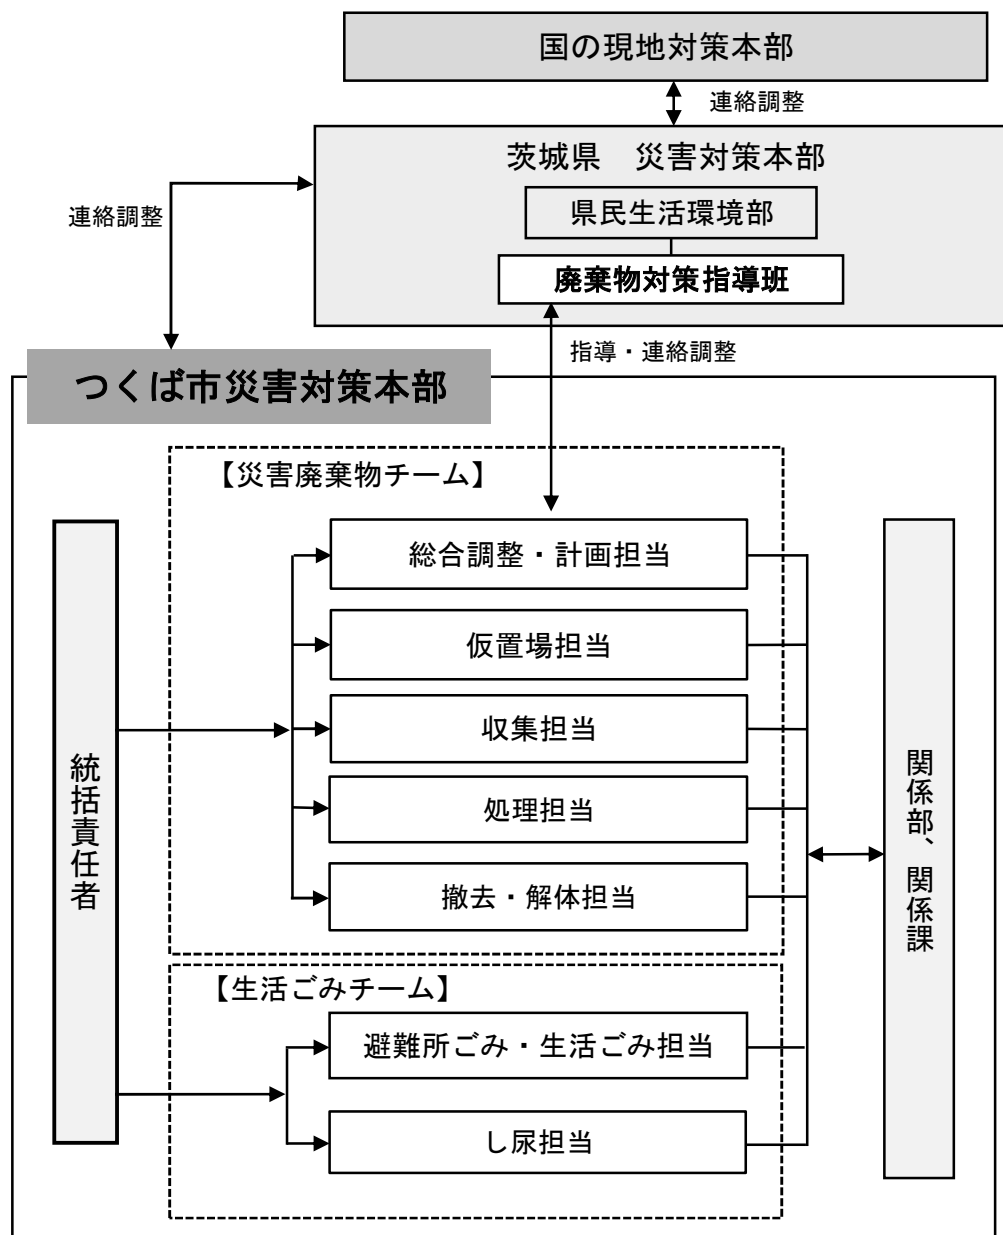 国の現地対策本部
連絡調整
茨城県　災害対策本部
県民生活環境部
廃棄物対策指導班
連絡調整
指導・連絡調整
つくば市災害対策本部
【災害廃棄物チーム】
総合調整・計画担当
仮置場担当
収集担当
処理担当
撤去・解体担当
統括責任者
関係部、関係課
【生活ごみチーム】
避難所ごみ・生活ごみ担当
し尿担当